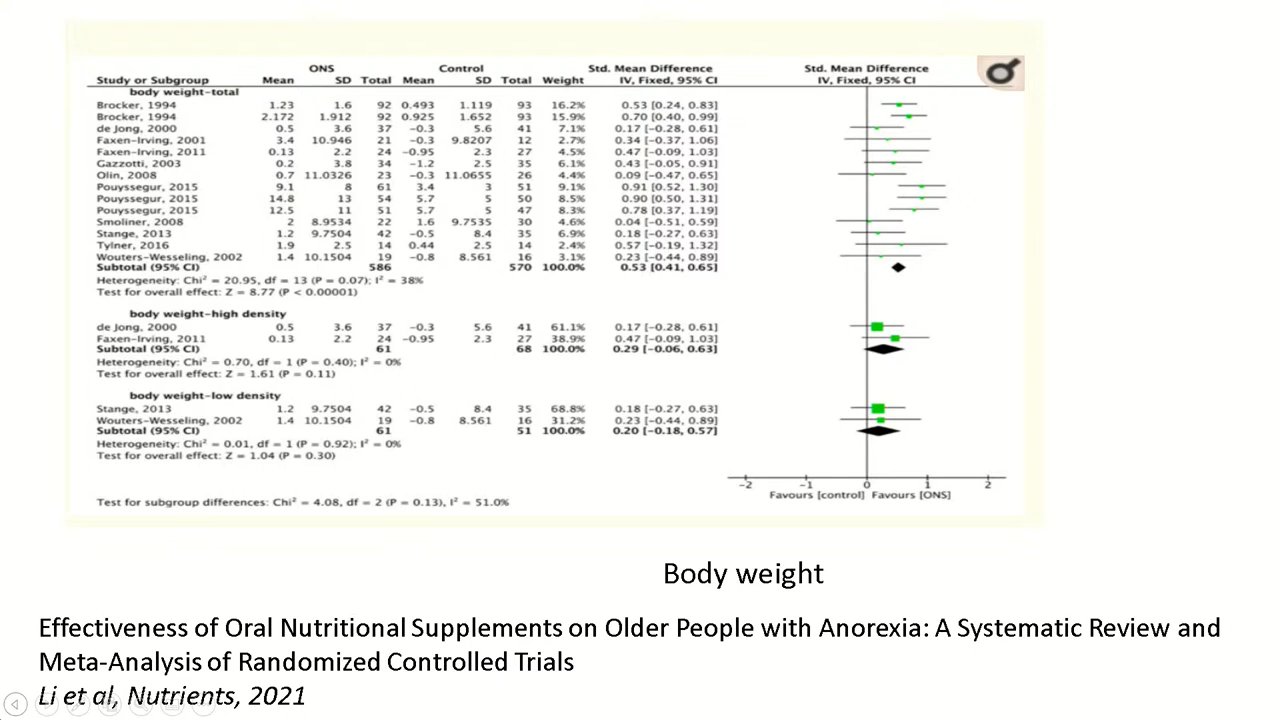 ONS Control Std. Mean Difference Std. Mean Difference
Study or Subgroup Mean SD Total Mean SD Total Weight IV, Fixed, 95% CI IV, Fixed, 95% CI
body weight-total
Brocker, 1994 1.23 1.6 92 0.493 1.119 93 16.2% 0.53 [0.24, 0.83]
Brocker, 1994 2.172 1.912 92 0.925 1.652 93 15.9% 0.70 [0.40, 0.99]
de Jong, 2000 0.5 3.6 37 −0.3 5.6 41 7.1% 0.17 [−0.28, 0.61]
Faxen-Irving, 2001 3.4 10.946 21 −0.3 9.8207 12 2.7% 0.34 [−0.37, 1.06]
Faxen-Irving, 2011 0.13 2.2 24 −0.95 2.3 27 4.5% 0.47 [−0.09, 1.03]
Gazzotti, 2003 0.2 3.8 34 −1.2 2.5 35 6.1% 0.43 [−0.05, 0.91]
Olin, 2008 0.7 11.0326 23 −0.3 11.0655 26 4.4% 0.09 [−0.47, 0.65]
Pouyssegur, 2015 9.1 8 61 3.4 3 51 9.1% 0.91 [0.52, 1.30]
Pouyssegur, 2015 14.8 13 54 5.7 5 50 8.6% 0.90 [0.50, 1.31]
Pouyssegur, 2015 12.5 11 51 5.7 5 47 8.3% 0.78 [0.37, 1.19]
Smoliner, 2008 2 8.9534 22 1.6 9.7535 30 4.6% 0.04 [−0.51, 0.59]
Stange, 2013 1.2 9.7504 42 −0.5 8.4 35 6.9% 0.18 [−0.27, 0.63]
Tylner, 2016 1.9 2.5 14 0.44 2.5 14 2.4% 0.57 [−0.19, 1.32]
Wouters-Wesseling, 2002 1.4 10.1504 19 −0.8 8.561 16 3.1% 0.23 [−0.44, 0.89]
Subtotal (95% CI) 586 570 100.0% 0.53 [0.41, 0.65]
Heterogeneity: Chi² = 20.95, df = 13 (P = 0.07); I² = 38%
Test for overall effect: Z = 8.77 (P < 0.00001)
body weight-high density
de Jong, 2000 0.5 3.6 37 −0.3 5.6 41 61.1% 0.17 [−0.28, 0.61]
Faxen-Irving, 2011 0.13 2.2 24 −0.95 2.3 27 38.9% 0.47 [−0.09, 1.03]
Subtotal (95% CI) 61 68 100.0% 0.29 [−0.06, 0.63]
Heterogeneity: Chi² = 0.70, df = 1 (P = 0.40); I² = 0%
Test for overall effect: Z = 1.61 (P = 0.11)
body weight-low density
Stange, 2013 1.2 9.7504 42 −0.5 8.4 35 68.8% 0.18 [−0.27, 0.63]
Wouters-Wesseling, 2002 1.4 10.1504 19 −0.8 8.561 16 31.2% 0.23 [−0.44, 0.89]
Subtotal (95% CI) 61 51 100.0% 0.20 [−0.18, 0.57]
Heterogeneity: Chi² = 0.01, df = 1 (P = 0.92); I² = 0%
Test for overall effect: Z = 1.04 (P = 0.30)
−2 −1 0 1 2
Favours [control] Favours [ONS]
Test for subgroup differences: Chi² = 4.08, df = 2 (P = 0.13), I² = 51.0%
Body weight
Effectiveness of Oral Nutritional Supplements on Older People with Anorexia: A Systematic Review and
Meta-Analysis of Randomized Controlled Trials
Li et al, Nutrients, 2021